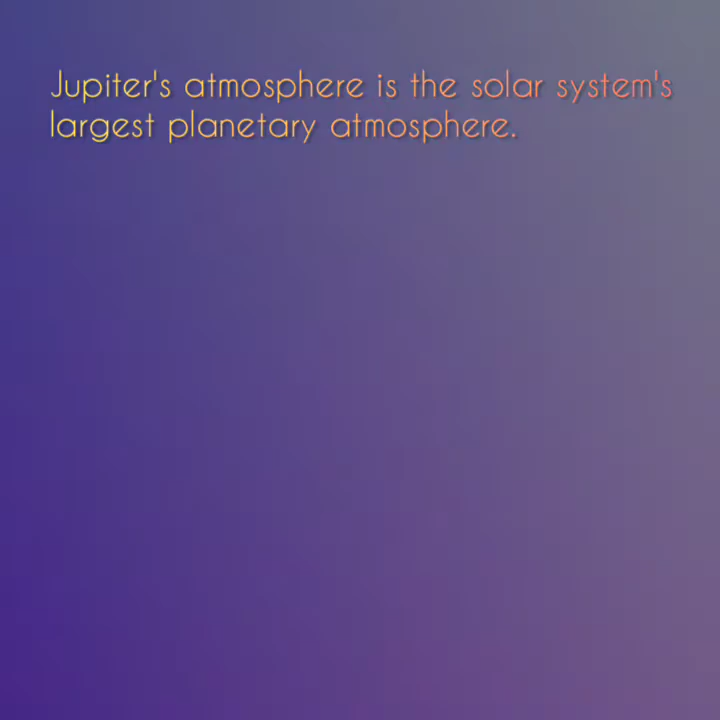 Jupiter's atmosphere is the solar system's
largest planetary atmosphere.